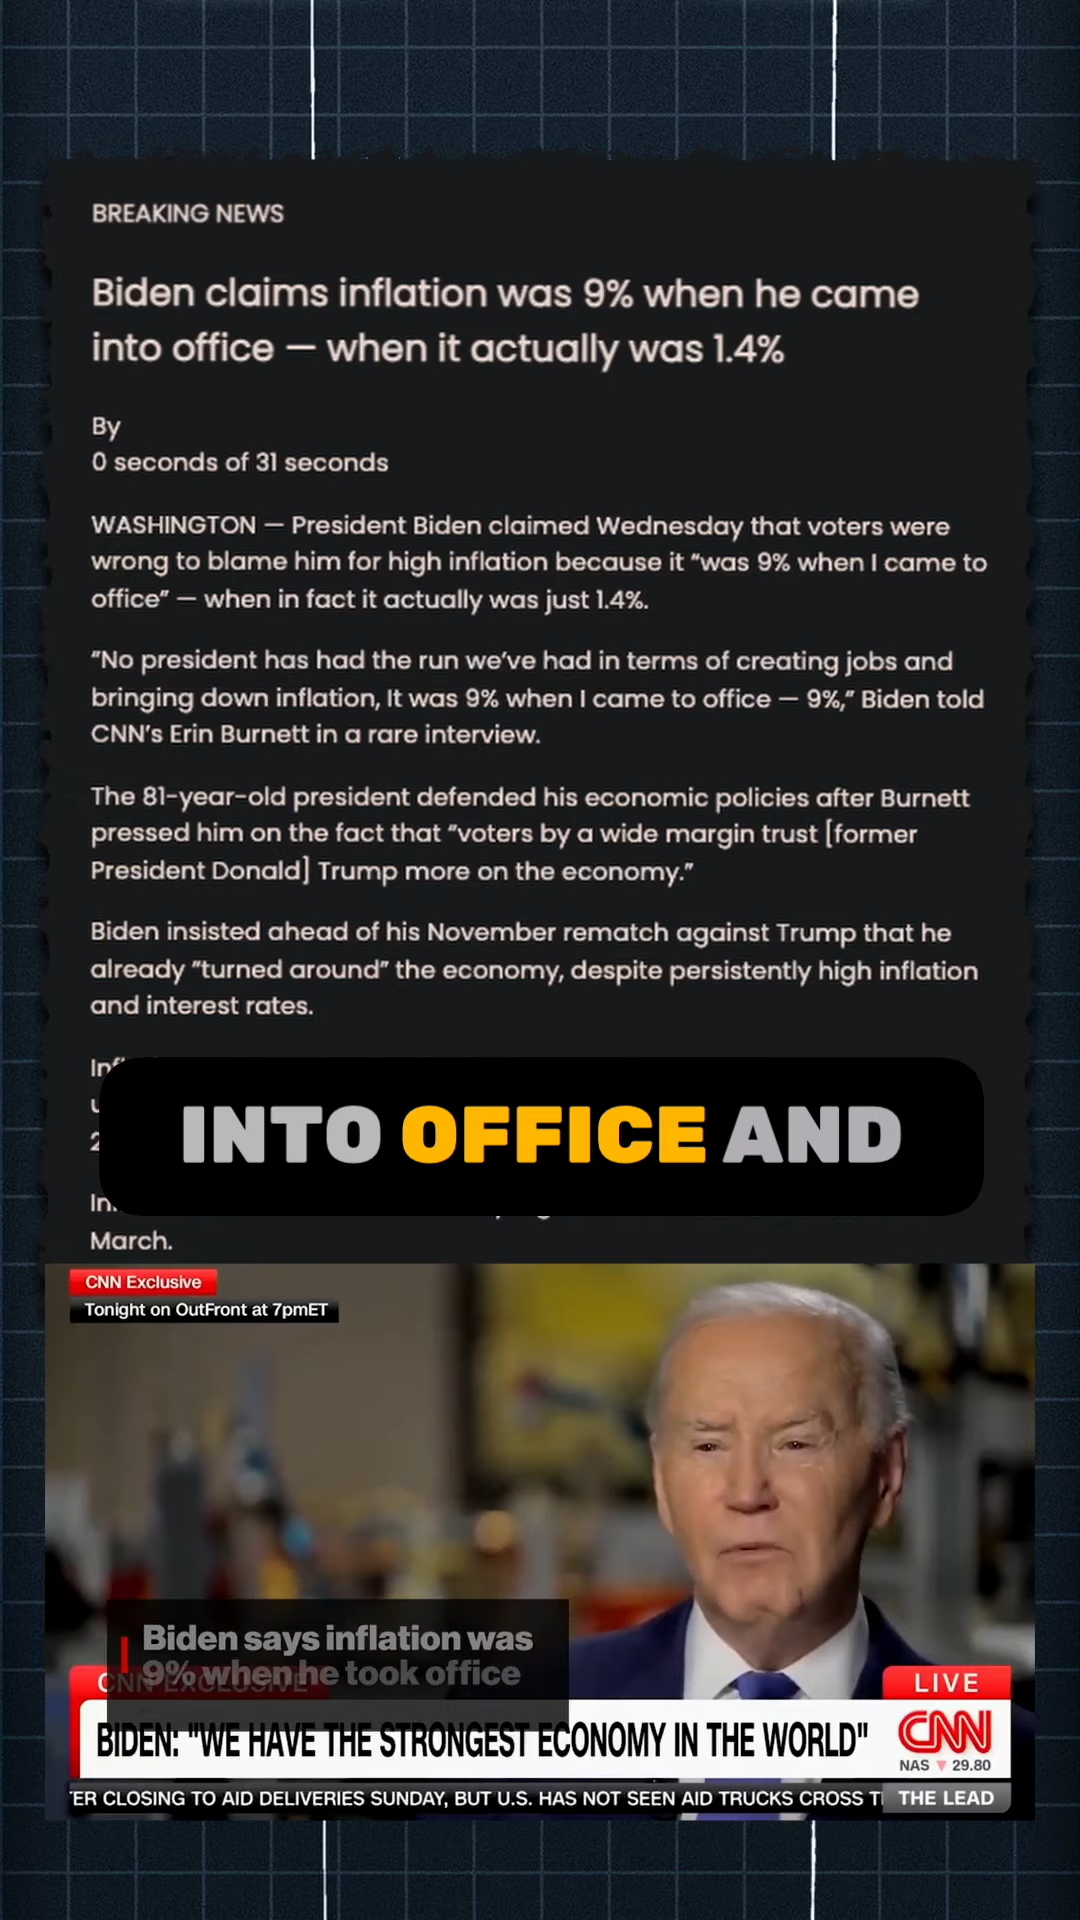 BREAKING NEWS
Biden claims inflation was 9% when he came
into office — when it actually was 1.4%
By
0 seconds of 31 seconds
WASHINGTON — President Biden claimed Wednesday that voters were
wrong to blame him for high inflation because it “was 9% when I came to
office” — when in fact it actually was just 1.4%.
“No president has had the run we’ve had in terms of creating jobs and
bringing down inflation, It was 9% when I came to office — 9%,” Biden told
CNN’s Erin Burnett in a rare interview.
The 81-year-old president defended his economic policies after Burnett
pressed him on the fact that “voters by a wide margin trust [former
President Donald] Trump more on the economy.”
Biden insisted ahead of his November rematch against Trump that he
already “turned around” the economy, despite persistently high inflation
and interest rates.
INTO OFFICE AND
March.
CNN Exclusive
Tonight on OutFront at 7pmET
Biden says inflation was
9% when he took office
CNN EXCLUSIVE
LIVE
BIDEN: "WE HAVE THE STRONGEST ECONOMY IN THE WORLD"
CNN
NAS ▼ 29.80
TER CLOSING TO AID DELIVERIES SUNDAY, BUT U.S. HAS NOT SEEN AID TRUCKS CROSS
THE LEAD